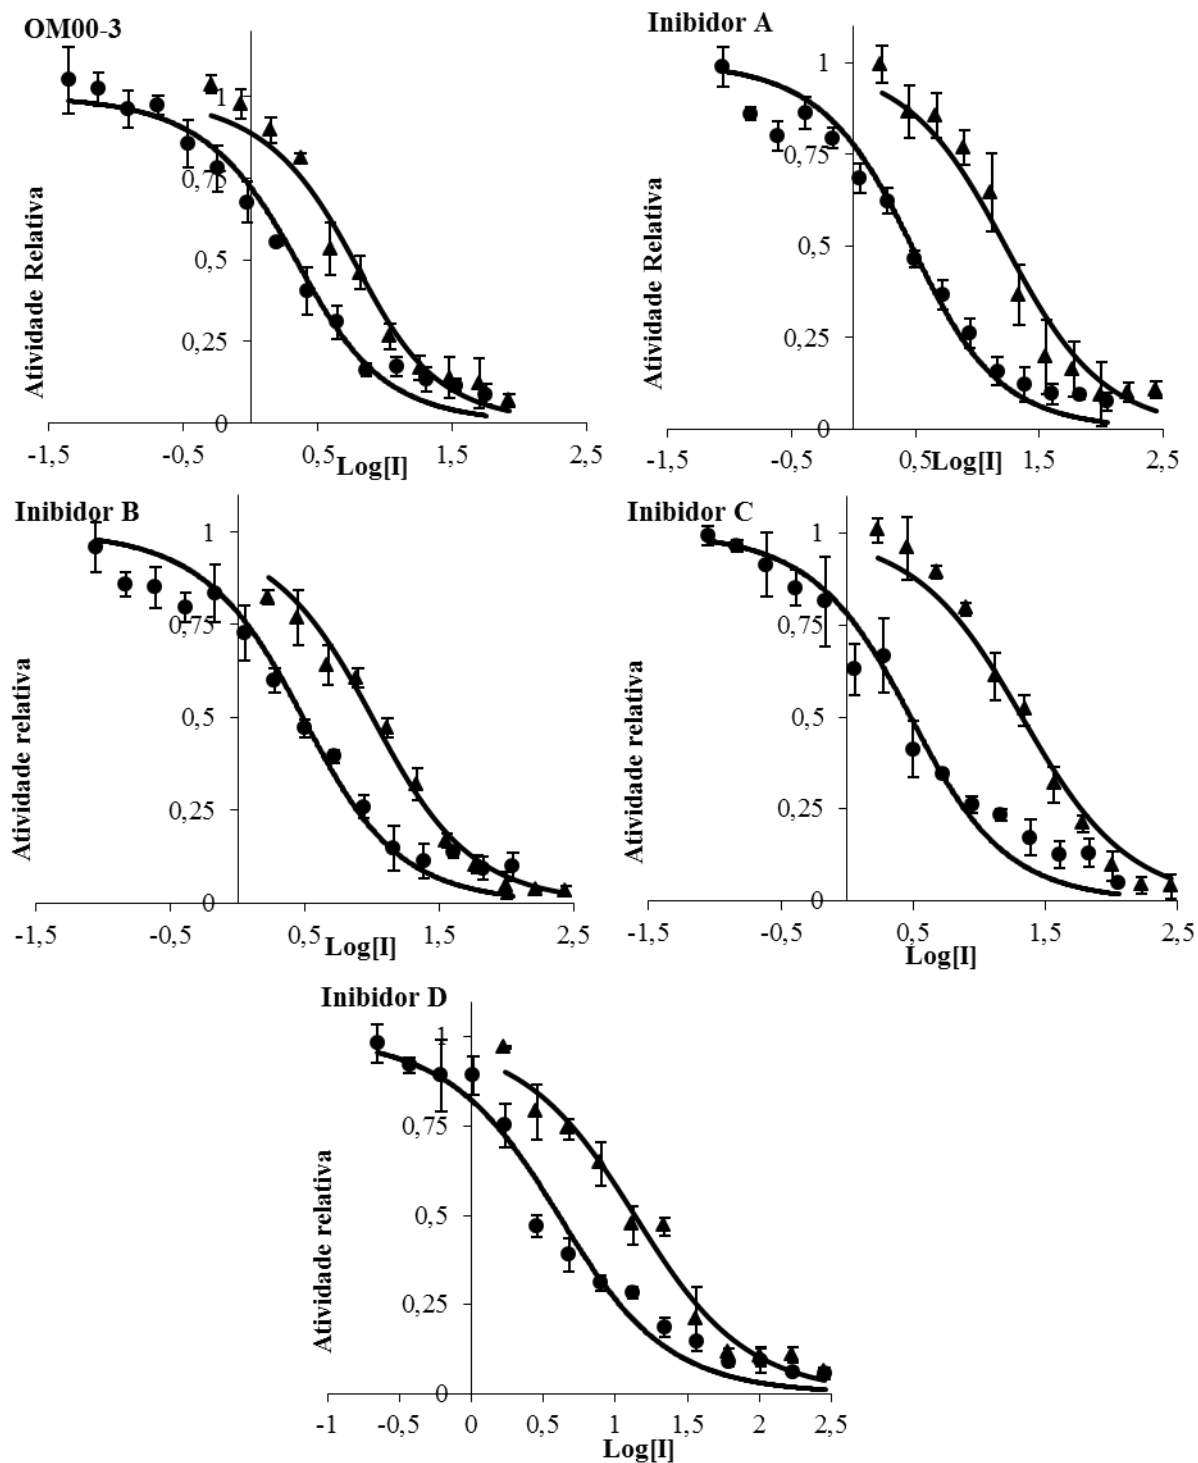 OM00-3
1
0,75
0,5
0,25
0
-1,5 -0,5 0,5 1,5 2,5
Atividade Relativa
Log[I]
Inibidor A
1
0,75
0,5
0,25
0
-1,5 -0,5 0,5 1,5 2,5
Atividade Relativa
Log[I]
Inibidor B
1
0,75
0,5
0,25
0
-1,5 -0,5 0,5 1,5 2,5
Atividade relativa
Log[I]
Inibidor C
1
0,75
0,5
0,25
0
-1,5 -0,5 0,5 1,5 2,5
Atividade relativa
Log[I]
Inibidor D
1
0,75
0,5
0,25
0
-1 -0,5 0 0,5 1 1,5 2 2,5
Atividade relativa
Log[I]